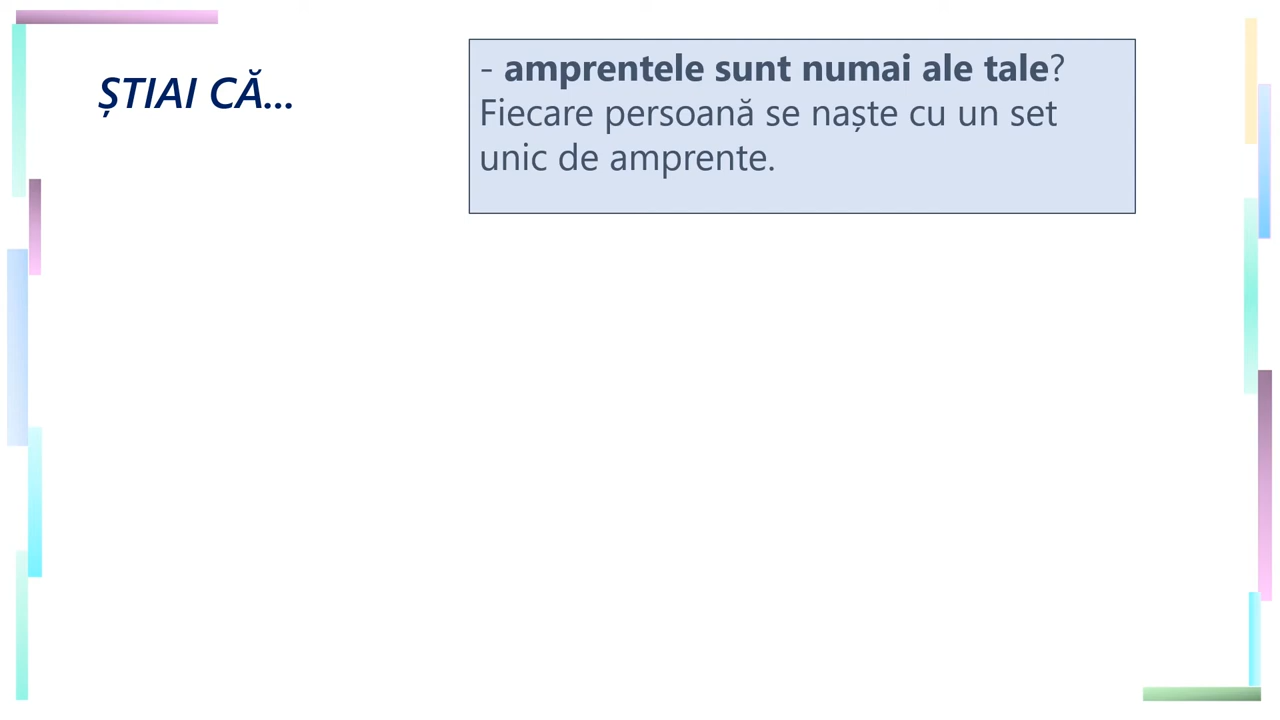 ȘTIAI CĂ...
- amprentele sunt numai ale tale?
Fiecare persoană se naște cu un set
unic de amprente.